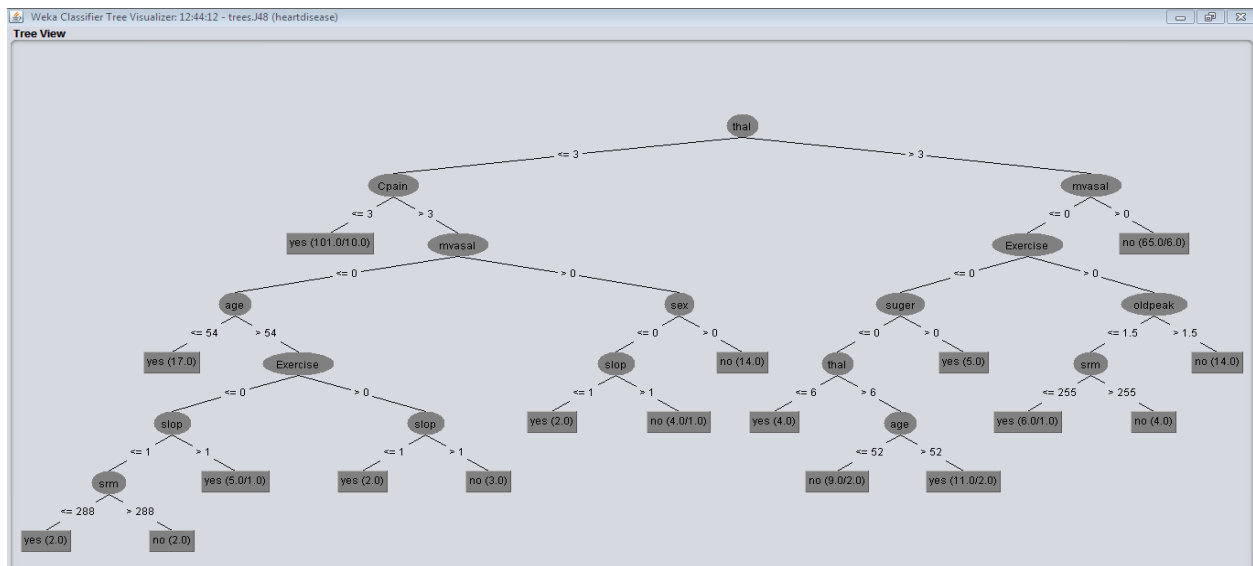 Weka Classifier Tree Visualizer: 12:44:12 - trees.J48 (heartdisease)
Tree View
thal
<= 3 > 3
Cpain mvasal
<= 3 > 3 <= 0 > 0
yes (101.0/10.0) mvasal Exercise no (65.0/6.0)
<= 0 > 0 <= 0 > 0
age sex suger oldpeak
<= 54 > 54 <= 0 > 0 <= 0 > 0 <= 1.5 > 1.5
yes (17.0) Exercise slop no (14.0) thal yes (5.0) srm no (14.0)
<= 0 > 0 <= 1 > 1 <= 6 > 6 <= 255 > 255
slop slop yes (2.0) no (4.0/1.0) yes (4.0) age yes (6.0/1.0) no (4.0)
<= 1 > 1 <= 1 > 1 <= 52 > 52
srm yes (5.0/1.0) yes (2.0) no (3.0) no (9.0/2.0) yes (11.0/2.0)
<= 288 > 288
yes (2.0) no (2.0)